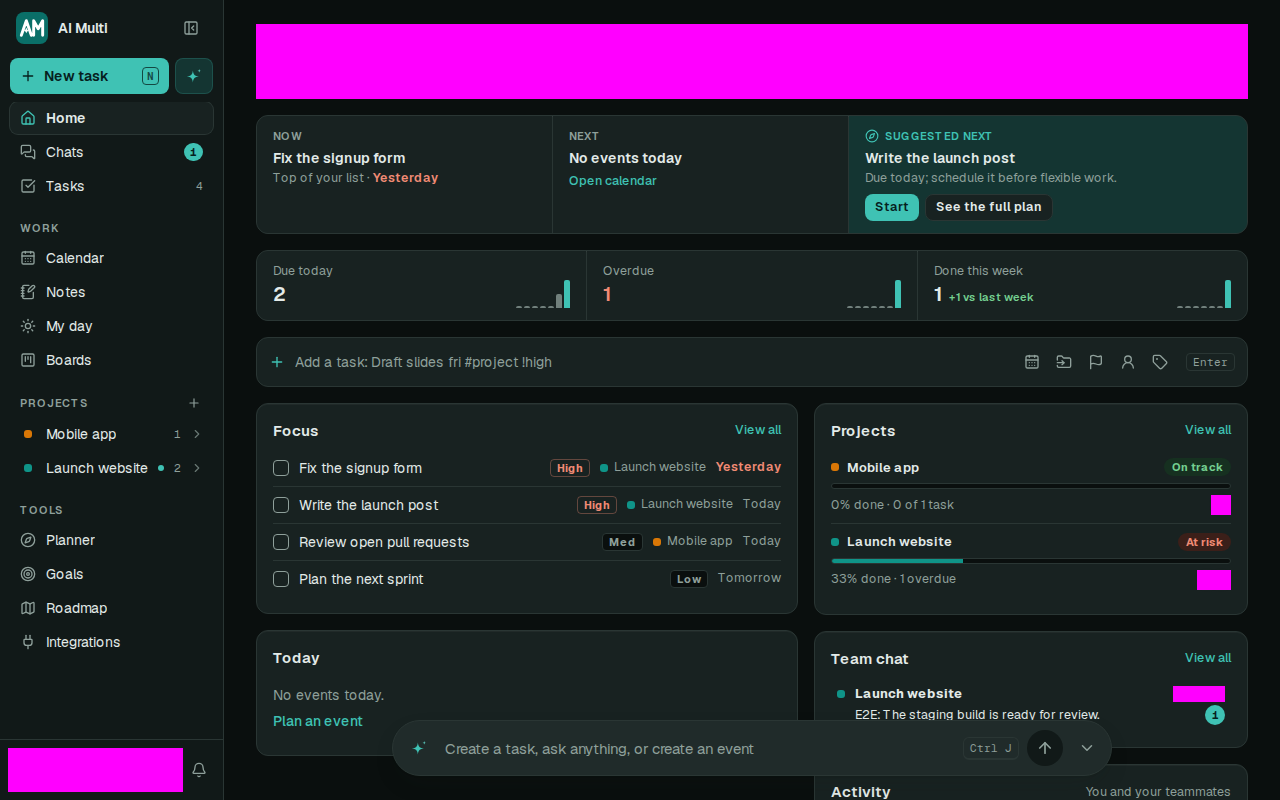 AM AI Multi
New task N
Home
Chats 1
Tasks 4
WORK
Calendar
Notes
My day
Boards
PROJECTS
Mobile app 1
Launch website 2
TOOLS
Planner
Goals
Roadmap
Integrations
NOW
Fix the signup form
Top of your list · Yesterday
NEXT
No events today
Open calendar
SUGGESTED NEXT
Write the launch post
Due today; schedule it before flexible work.
Start See the full plan
Due today
2
Overdue
1
Done this week
1 +1 vs last week
Add a task: Draft slides fri #project !high Enter
Focus View all
Fix the signup form High Launch website Yesterday
Write the launch post High Launch website Today
Review open pull requests Med Mobile app Today
Plan the next sprint Low Tomorrow
Projects View all
Mobile app On track
0% done · 0 of 1 task
Launch website At risk
33% done · 1 overdue
Today
No events today.
Plan an event
Team chat View all
Launch website
E2E: The staging build is ready for review. 1
Create a task, ask anything, or create an event Ctrl J
Activity You and your teammates